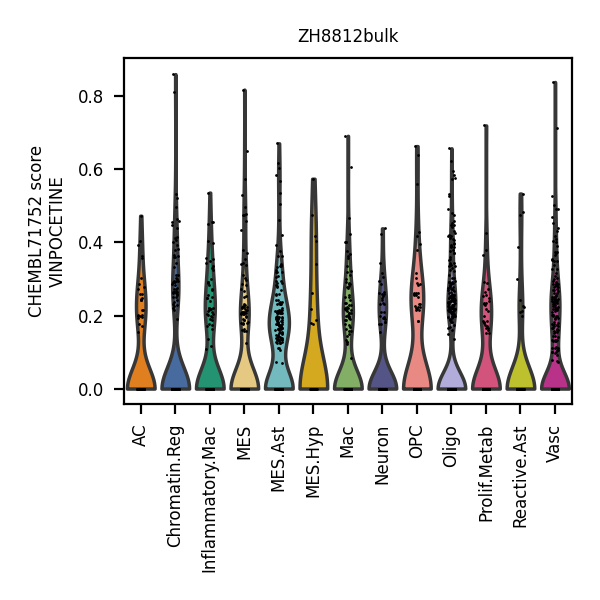 ZH8812bulk
CHEMBL71752 score
VINPOCETINE
0.8
0.6
0.4
0.2
0.0
AC
Chromatin.Reg
Inflammatory.Mac
MES
MES.Ast
MES.Hyp
Mac
Neuron
OPC
Oligo
Prolif.Metab
Reactive.Ast
Vasc